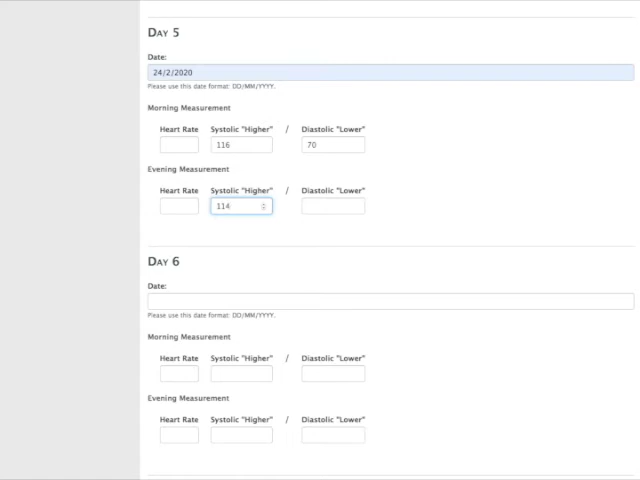 DAY 5
Date:
24/2/2020
Please use this date format: DD/MM/YYYY.
Morning Measurement
Heart Rate Systolic "Higher" / Diastolic "Lower"
116 70
Evening Measurement
Heart Rate Systolic "Higher" / Diastolic "Lower"
114
DAY 6
Date:
Please use this date format: DD/MM/YYYY.
Morning Measurement
Heart Rate Systolic "Higher" / Diastolic "Lower"
Evening Measurement
Heart Rate Systolic "Higher" / Diastolic "Lower"